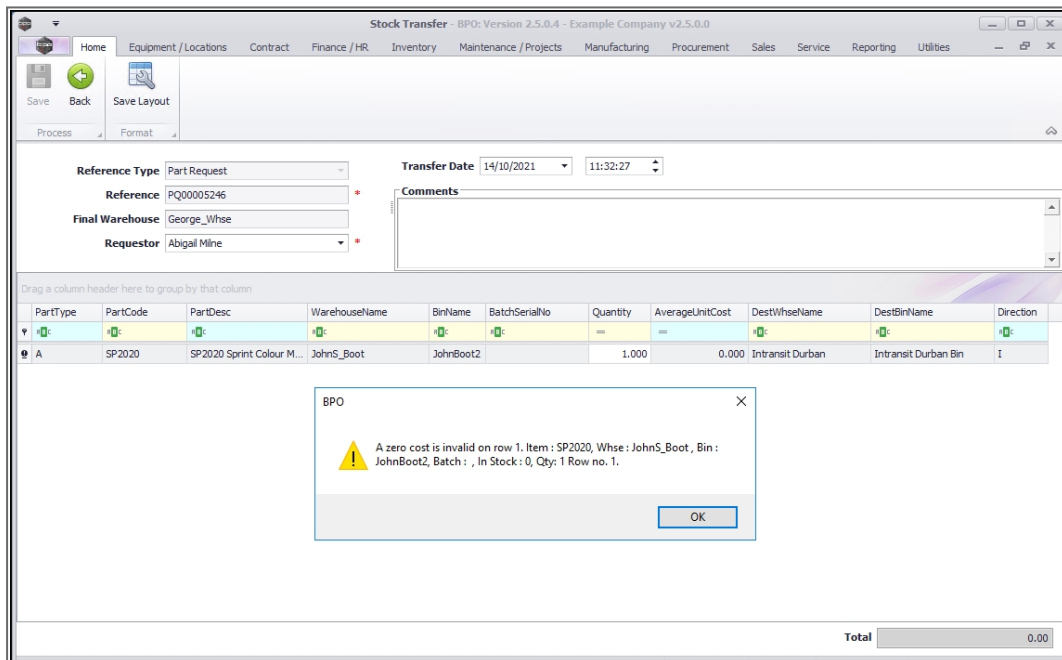 BPO
Stock Transfer - BPO: Version 2.5.0.4 - Example Company v2.5.0.0
Home Equipment / Locations Contract Finance / HR Inventory Maintenance / Projects Manufacturing Procurement Sales Service Reporting Utilities
Save Back Save Layout
Process Format
Reference Type Part Request
Transfer Date 14/10/2021 11:32:27
Reference PQ00005246 *
Comments
Final Warehouse George_Whse
Requestor Abigail Milne *
Drag a column header here to group by that column
PartType PartCode PartDesc WarehouseName BinName BatchSerialNo Quantity AverageUnitCost DestWhseName DestBinName Direction
A SP2020 SP2020 Sprint Colour M... JohnS_Boot JohnBoot2 1.000 0.000 Intransit Durban Intransit Durban Bin I
BPO
A zero cost is invalid on row 1. Item : SP2020, Whse : JohnS_Boot , Bin :
JohnBoot2, Batch : , In Stock : 0, Qty: 1 Row no. 1.
OK
Total 0.00